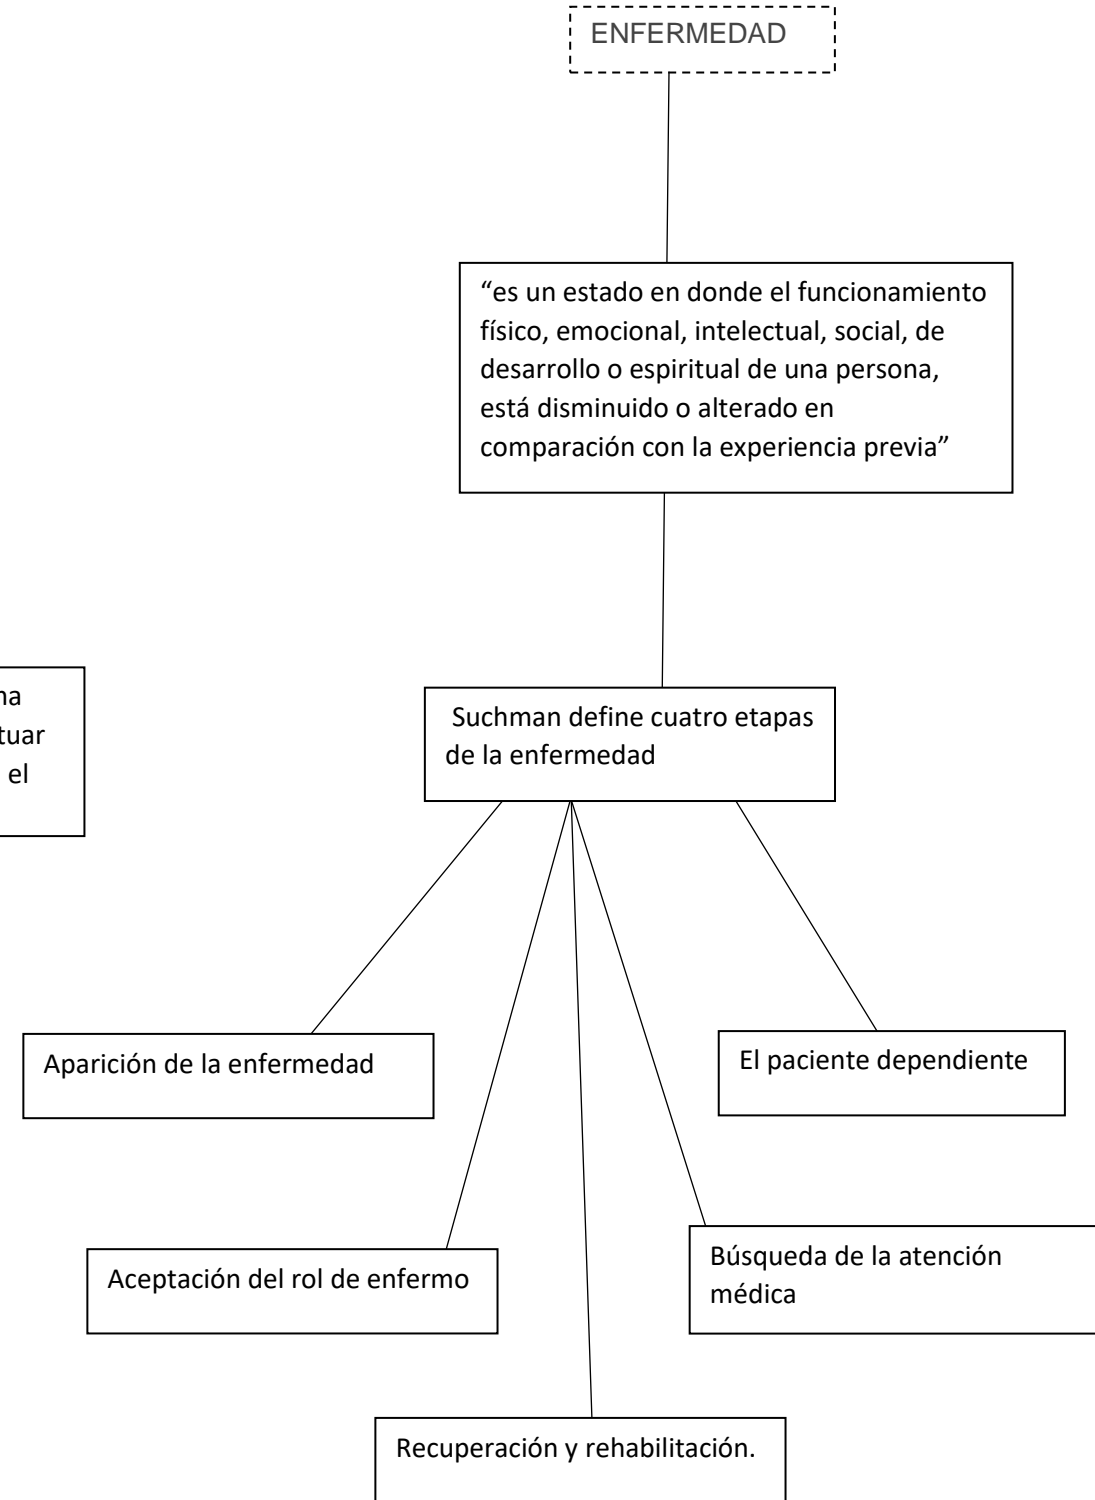 ENFERMEDAD
“es un estado en donde el funcionamiento
físico, emocional, intelectual, social, de
desarrollo o espiritual de una persona,
está disminuido o alterado en
comparación con la experiencia previa”
tuar
el
Suchman define cuatro etapas
de la enfermedad
Aparición de la enfermedad
El paciente dependiente
Aceptación del rol de enfermo
Búsqueda de la atención
médica
Recuperación y rehabilitación.